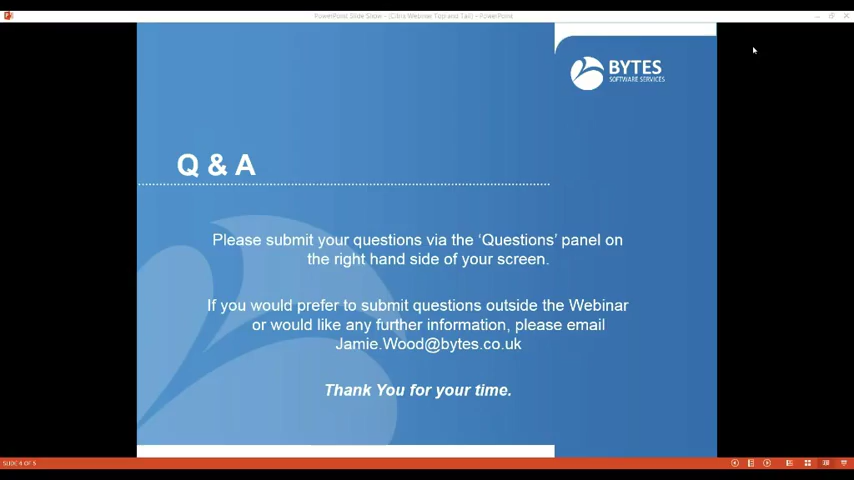 PowerPoint Slide Show - [Citrix Webinar Top and Tail] - PowerPoint
BYTES
SOFTWARE SERVICES
Q & A
Please submit your questions via the ‘Questions’ panel on
the right hand side of your screen.
If you would prefer to submit questions outside the Webinar
or would like any further information, please email
Jamie.Wood@bytes.co.uk
Thank You for your time.
SLIDE 4 OF 5